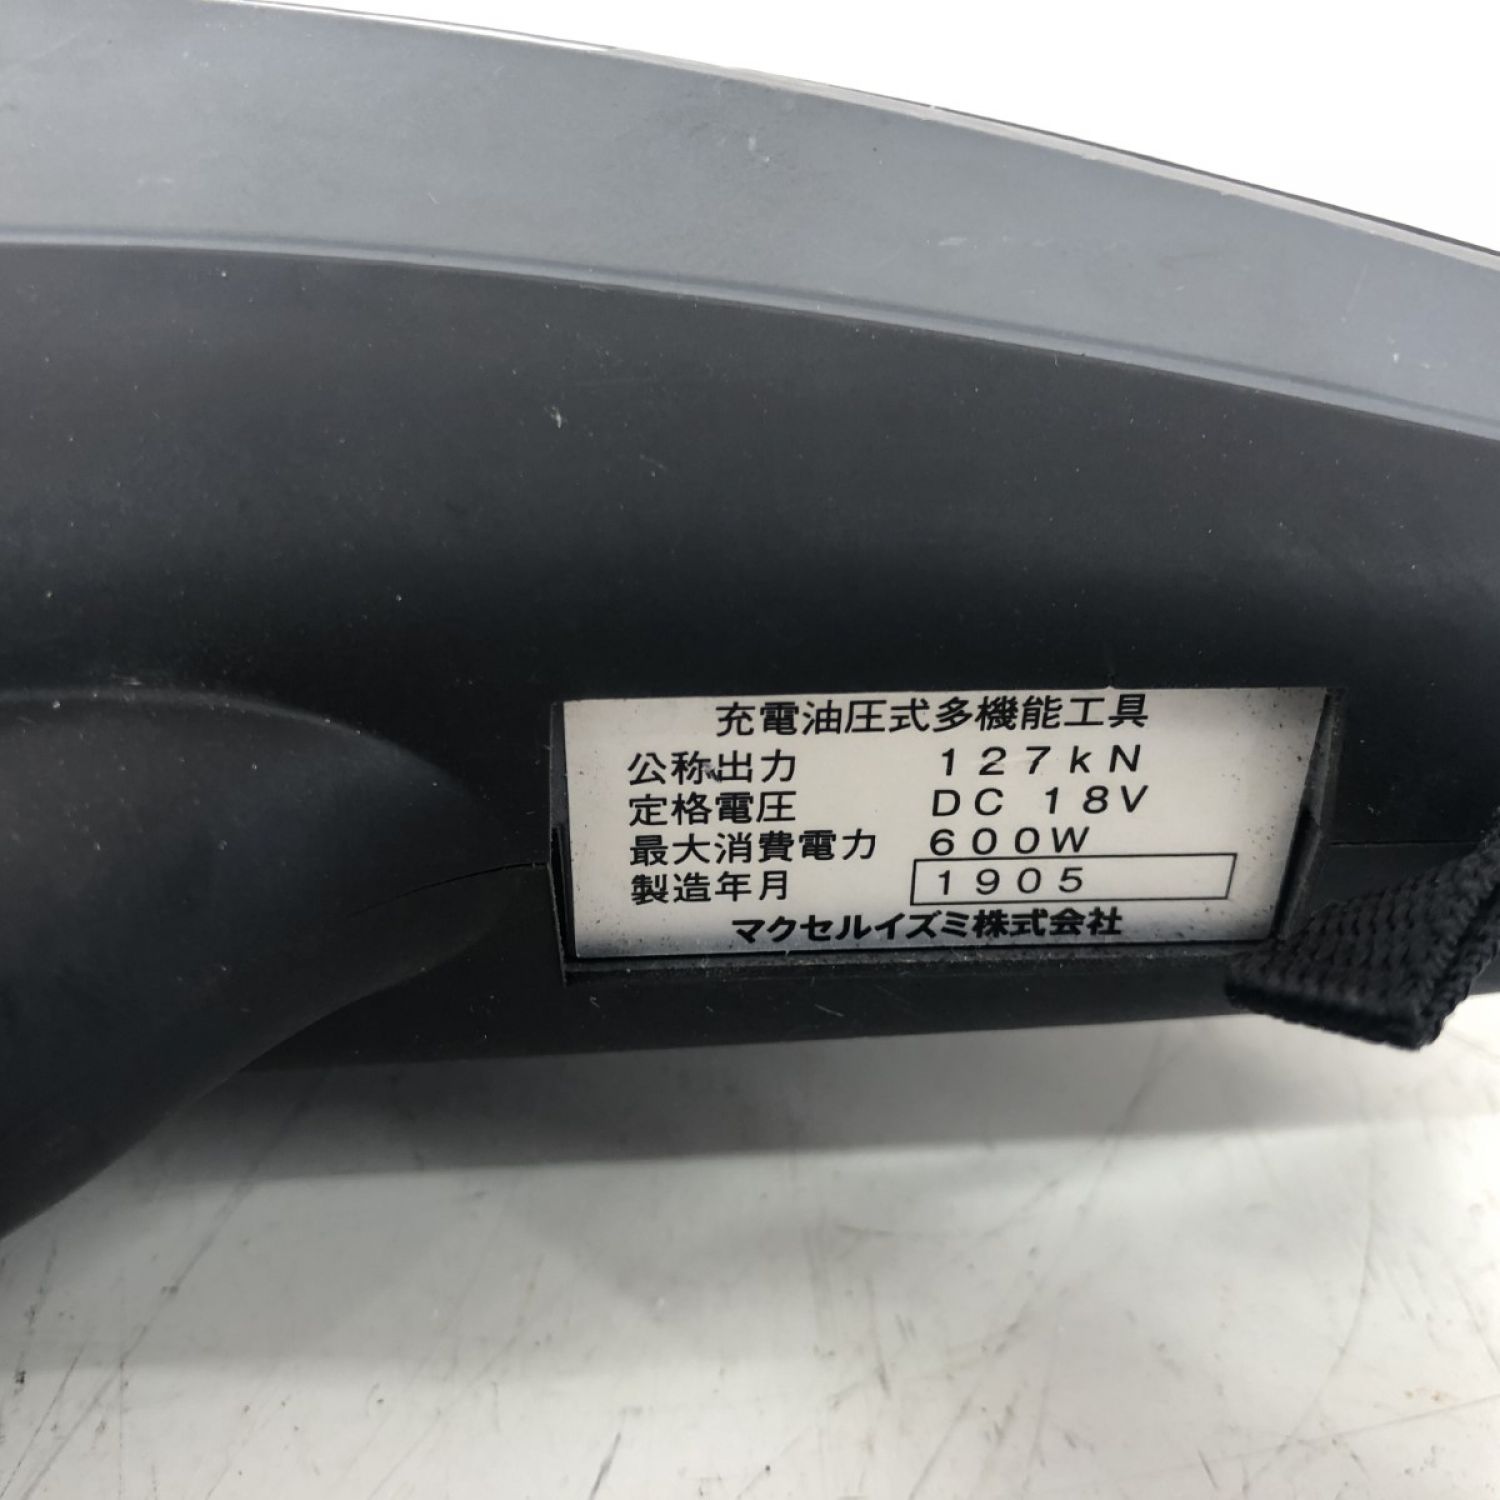 充電油圧式多機能工具
公称出力 127kN
定格電圧 DC 18V
最大消費電力 600W
製造年月 1905
マクセルイズミ株式会社